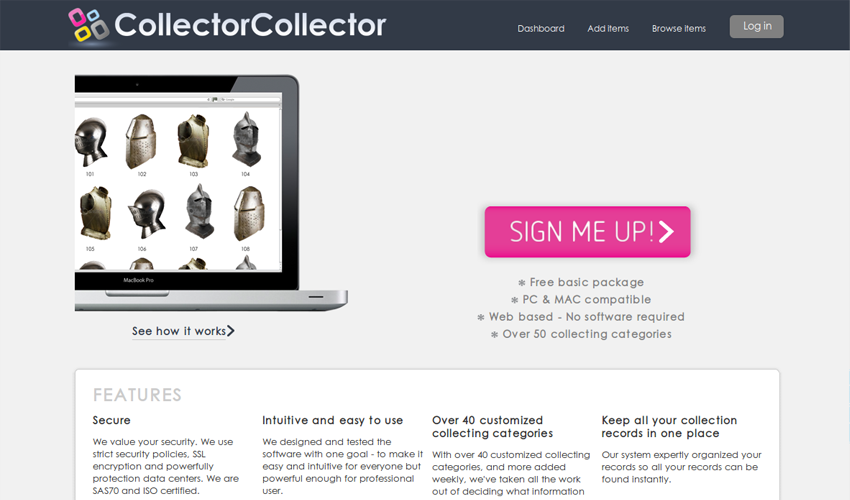 CollectorCollector
Dashboard
Add Items
Browse Items
Log in
101
102
103
104
105
106
107
108
MacBook Pro
See how it works
SIGN ME UP!
* Free basic package
* PC & MAC compatible
* Web based - No software required
* Over 50 collecting categories
FEATURES
Secure
We value your security. We use
strict security policies, SSL
encryption and powerfully
protection data centers. We are
SAS70 and ISO certified.
Intuitive and easy to use
We designed and tested the
software with one goal - to make it
easy and intuitive for everyone but
powerful enough for professional
user.
Over 40 customized
collecting categories
With over 40 customized collecting
categories, and more added
weekly, we've taken all the work
out of deciding what information
Keep all your collection
records in one place
Our system expertly organized your
records so all your records can be
found instantly.